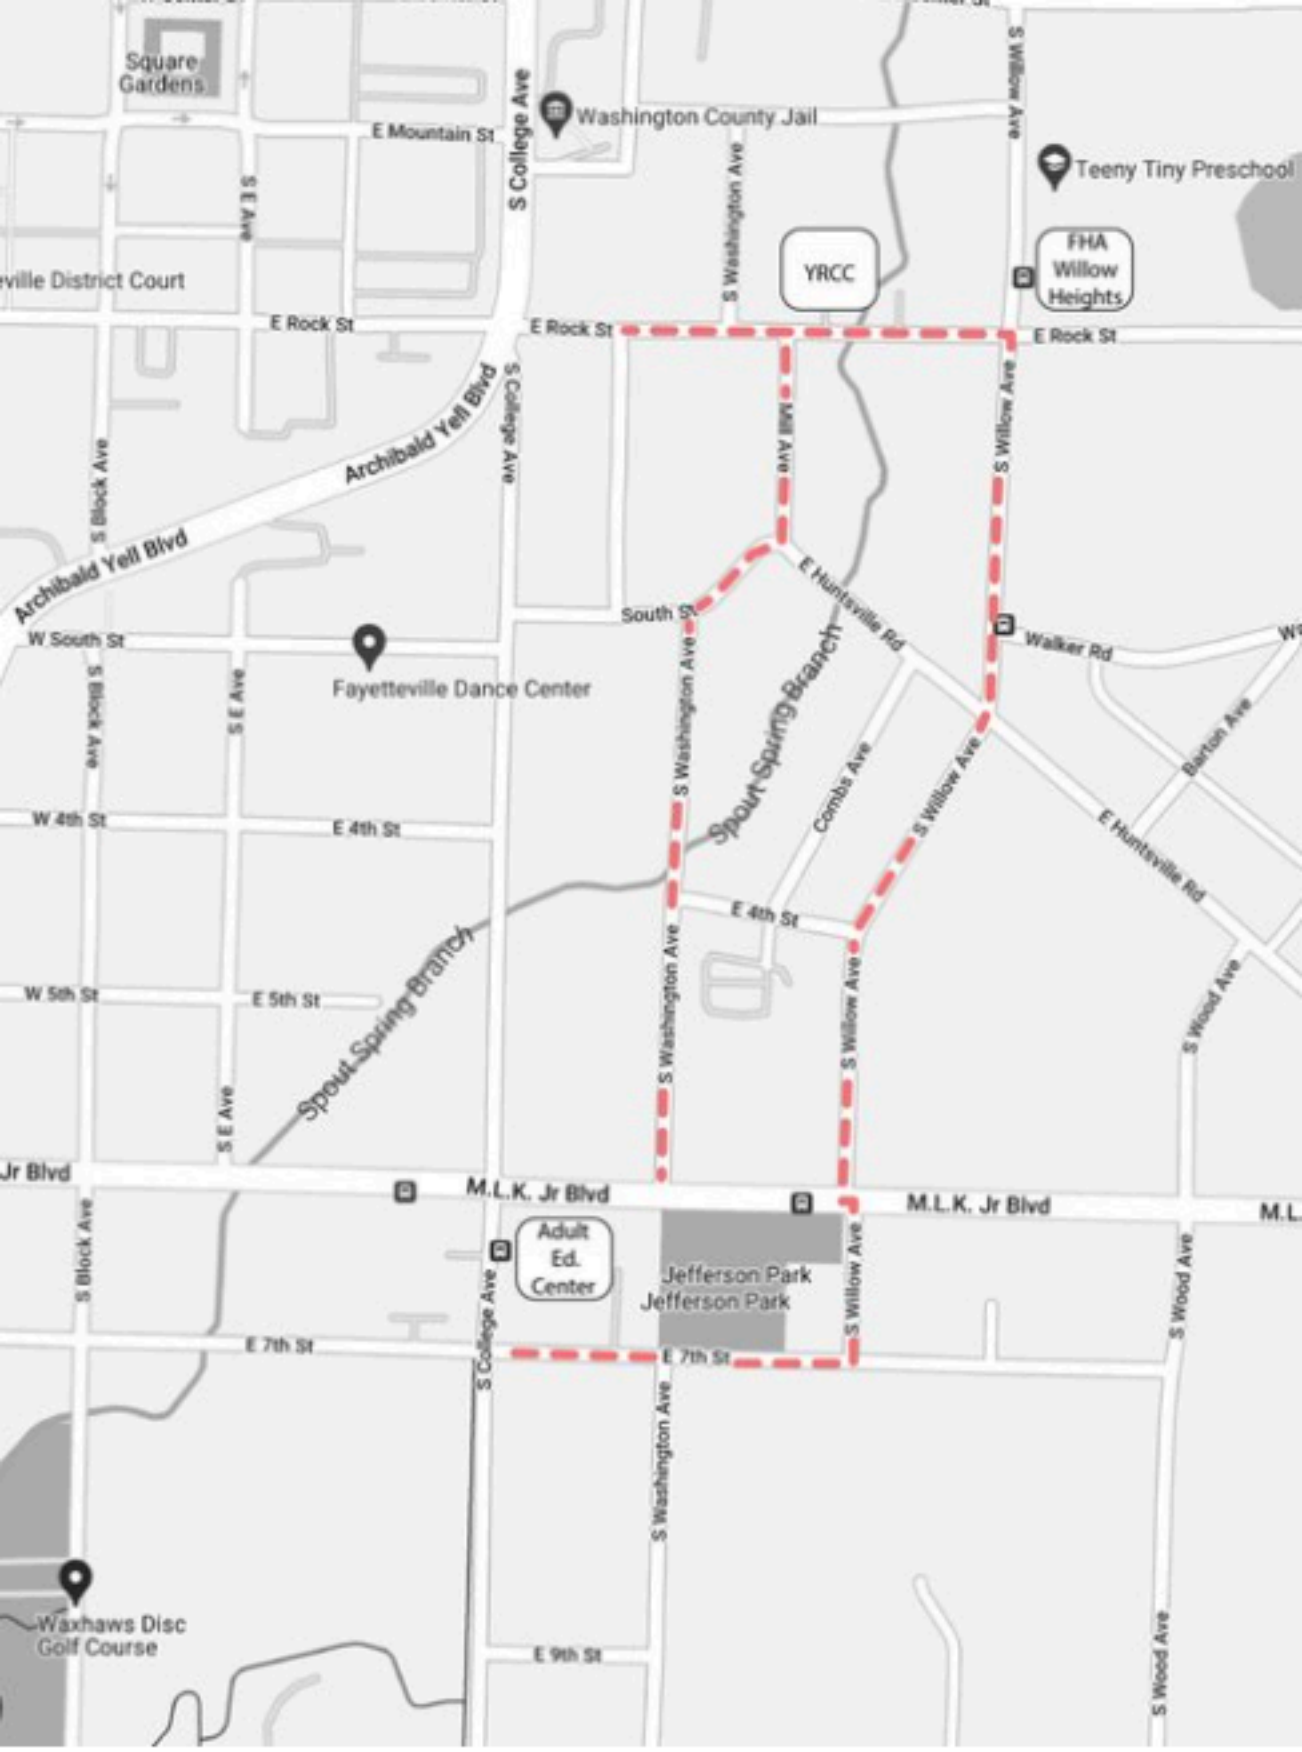 Square
Gardens
E Mountain St
S College Ave
Washington County Jail
S Willow Ave
Teeny Tiny Preschool
S E Ave
S Washington Ave
YRCC
FHA
Willow
Heights
eville District Court
E Rock St
E Rock St
E Rock St
S College Ave
Archibald Yell Blvd
Mill Ave
S Willow Ave
S Block Ave
Archibald Yell Blvd
E Huntsville Rd
South St
W South St
Walker Rd
Fayetteville Dance Center
S Block Ave
S E Ave
S Washington Ave
Spout Spring Branch
Combs Ave
S Willow Ave
Barton Ave
W 4th St
E 4th St
E Huntsville Rd
E 4th St
Spout Spring Branch
S Washington Ave
S Willow Ave
S Wood Ave
W 5th St
E 5th St
S E Ave
Jr Blvd
M.L.K. Jr Blvd
M.L.K. Jr Blvd
M.L.
S Block Ave
Adult
Ed.
Center
Jefferson Park
Jefferson Park
S Willow Ave
S Wood Ave
S College Ave
E 7th St
E 7th St
S Washington Ave
Waxhaws Disc
Golf Course
E 9th St
S Wood Ave